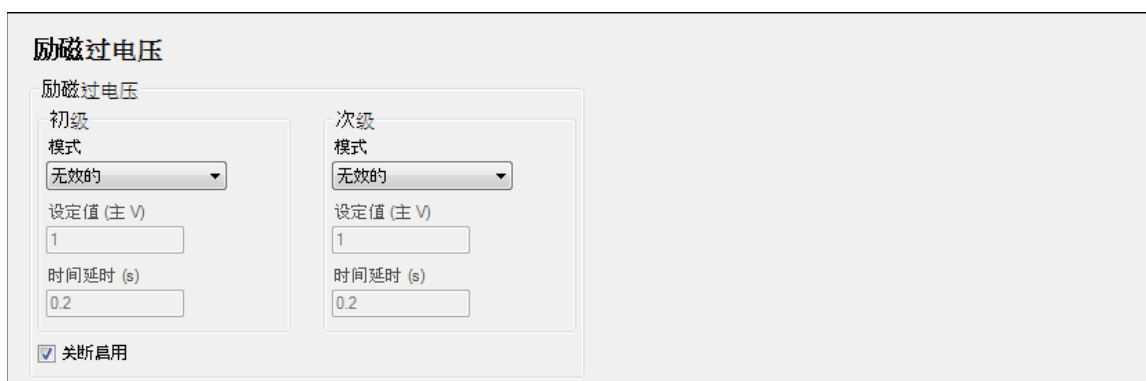 励磁过电压
励磁过电压
初级
模式
无效的
设定值 (主 V)
1
时间延时 (s)
0.2
次级
模式
无效的
设定值 (主 V)
1
时间延时 (s)
0.2
关断启用